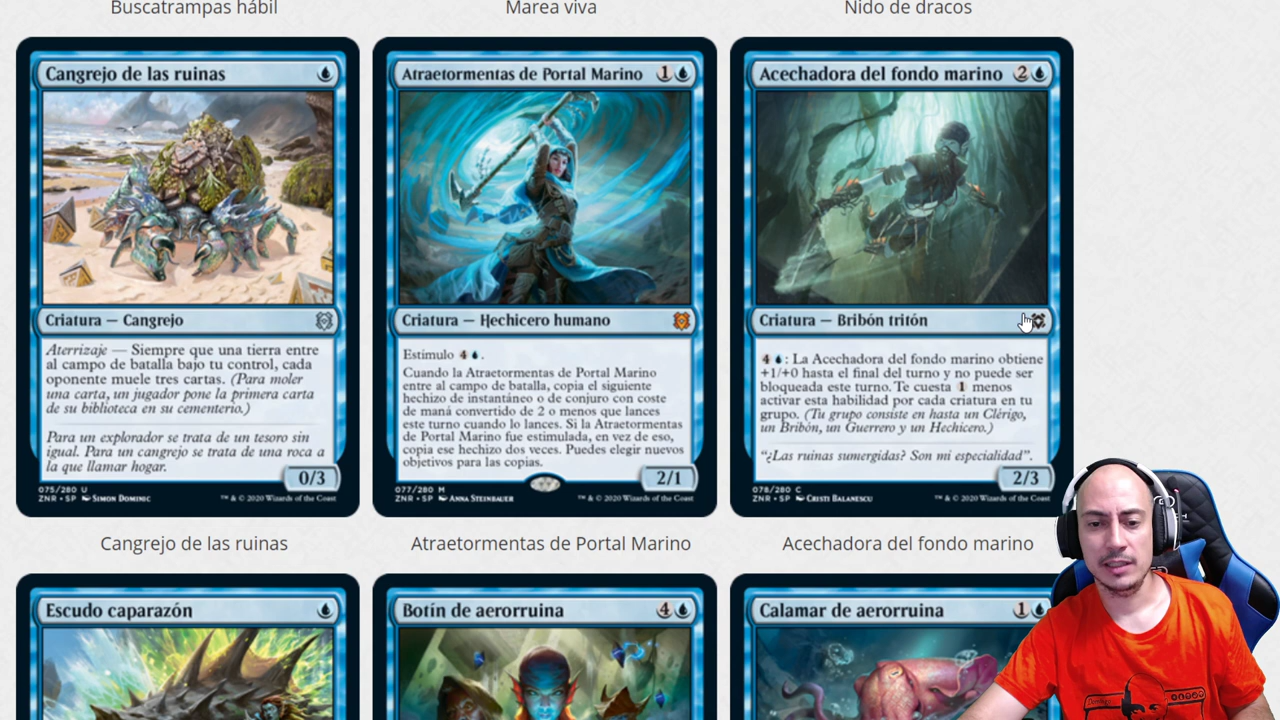 Buscatrampas hábil
Marea viva
Nido de dracos
Cangrejo de las ruinas
Criatura — Cangrejo
Aterrizaje — Siempre que una tierra entre
al campo de batalla bajo tu control, cada
oponente muele tres cartas. (Para moler
una carta, un jugador pone la primera carta
de su biblioteca en su cementerio.)
Para un explorador se trata de un tesoro sin
igual. Para un cangrejo se trata de una roca a
la que llamar hogar.
0/3
075/280 U
ZNR • SP Simon Dominic
™ & © 2020 Wizards of the Coast
Atraetormentas de Portal Marino 1
Criatura — Hechicero humano
Estímulo 4 .
Cuando la Atraetormentas de Portal Marino
entre al campo de batalla, copia el siguiente
hechizo de instantáneo o de conjuro con coste
de maná convertido de 2 o menos que lances
este turno cuando lo lances. Si la Atraetormentas
de Portal Marino fue estimulada, en vez de eso,
copia ese hechizo dos veces. Puedes elegir nuevos
objetivos para las copias.
2/1
077/280 M
ZNR • SP Anna Steinbauer
™ & © 2020 Wizards of the Coast
Acechadora del fondo marino 2
Criatura — Bribón tritón
4 : La Acechadora del fondo marino obtiene
+1/+0 hasta el final del turno y no puede ser
bloqueada este turno. Te cuesta 1 menos
activar esta habilidad por cada criatura en tu
grupo. (Tu grupo consiste en hasta un Clérigo,
un Bribón, un Guerrero y un Hechicero.)
“¿Las ruinas sumergidas? Son mi especialidad”.
2/3
078/280 C
ZNR • SP Cristi Balanescu
™ & © 2020 Wizards of the Coast
Cangrejo de las ruinas
Atraetormentas de Portal Marino
Acechadora del fondo marino
Escudo caparazón
Botín de aerorruina 4
Calamar de aerorruina 1